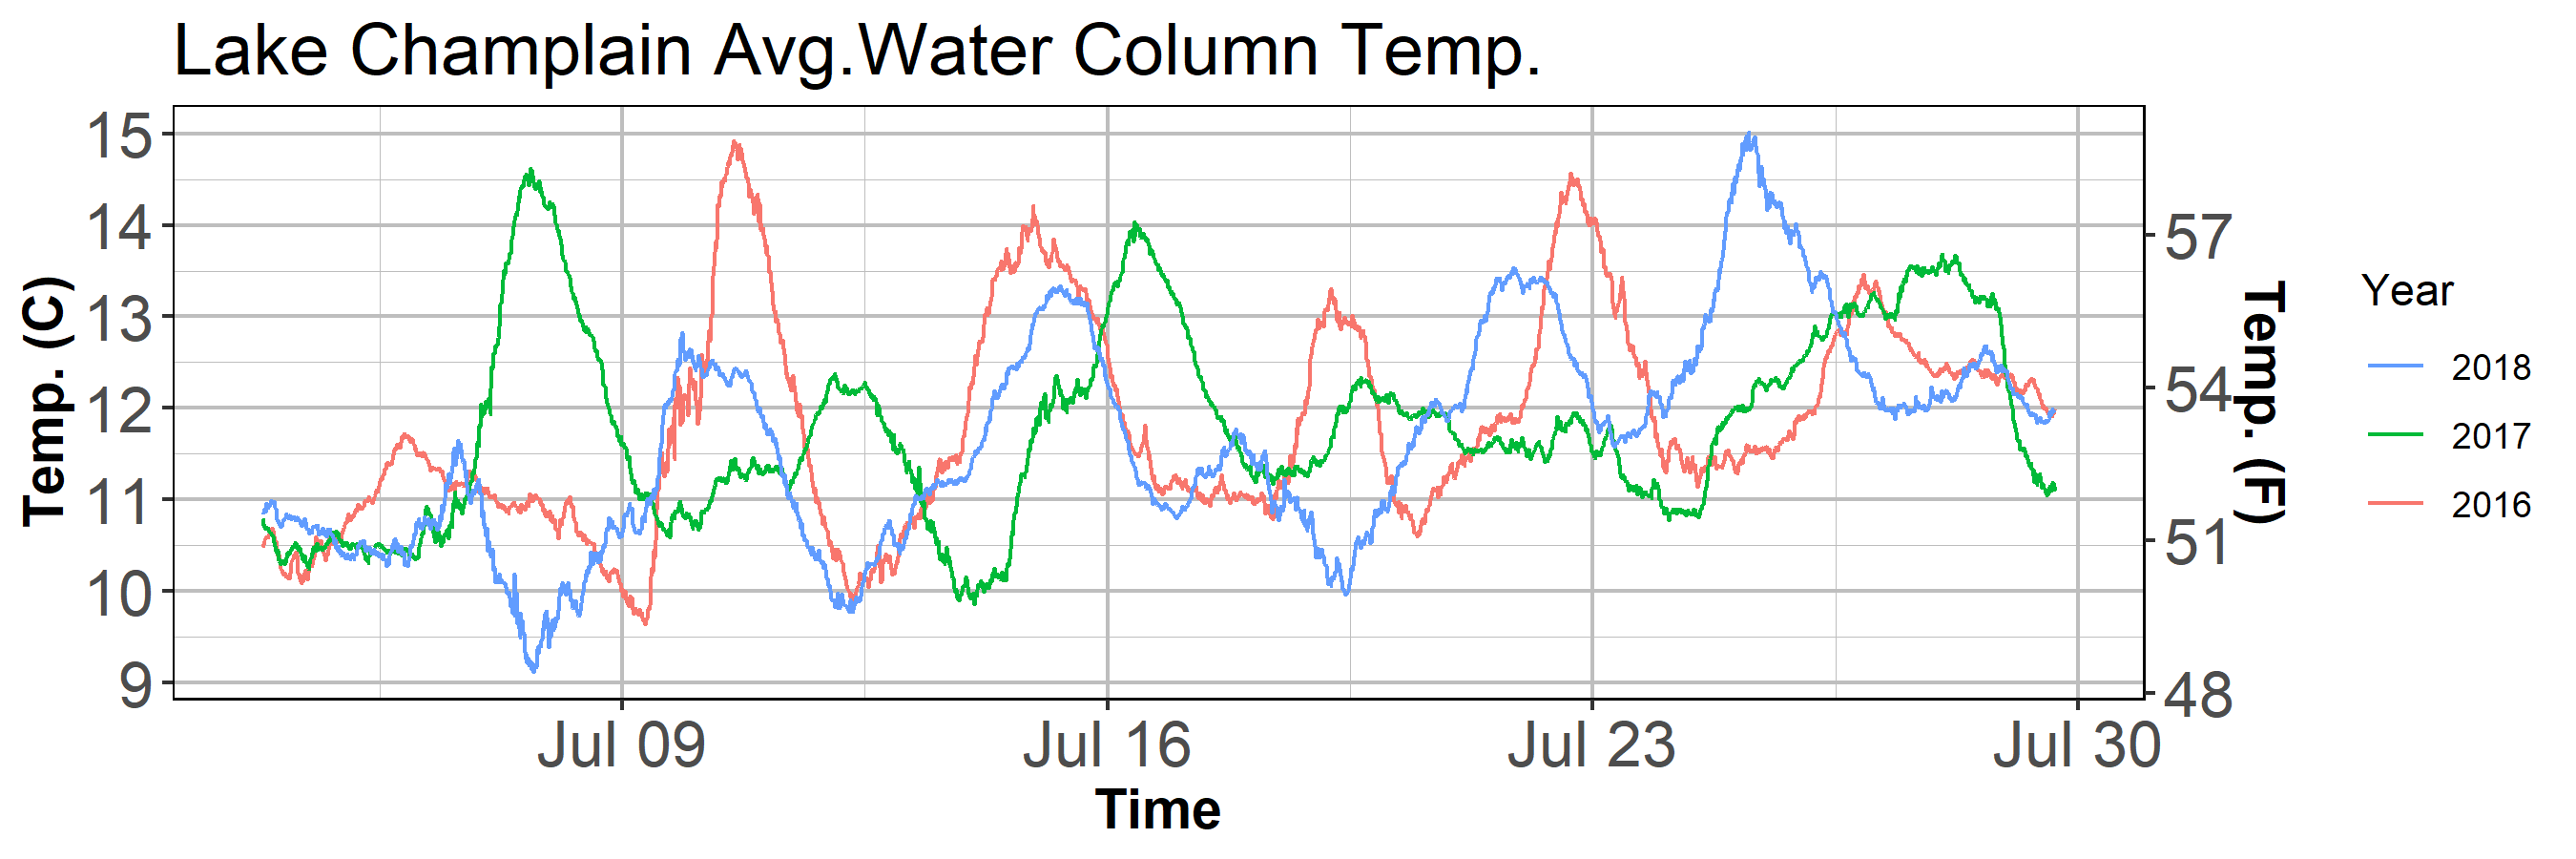 Lake Champlain Avg.Water Column Temp.
Temp. (C)
15
14
13
12
11
10
9
57
54
51
48
Temp. (F)
Jul 09
Jul 16
Jul 23
Jul 30
Time
Year
2018
2017
2016